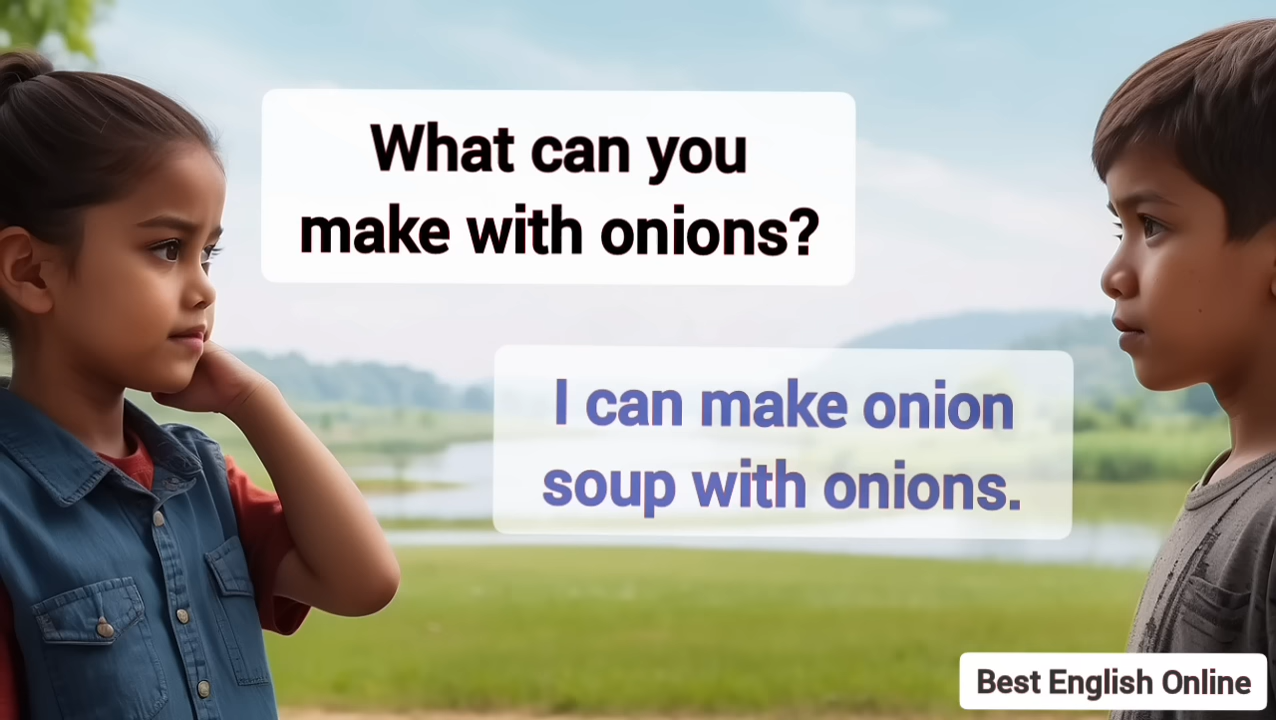 What can you
make with onions?
I can make onion
soup with onions.
Best English Online